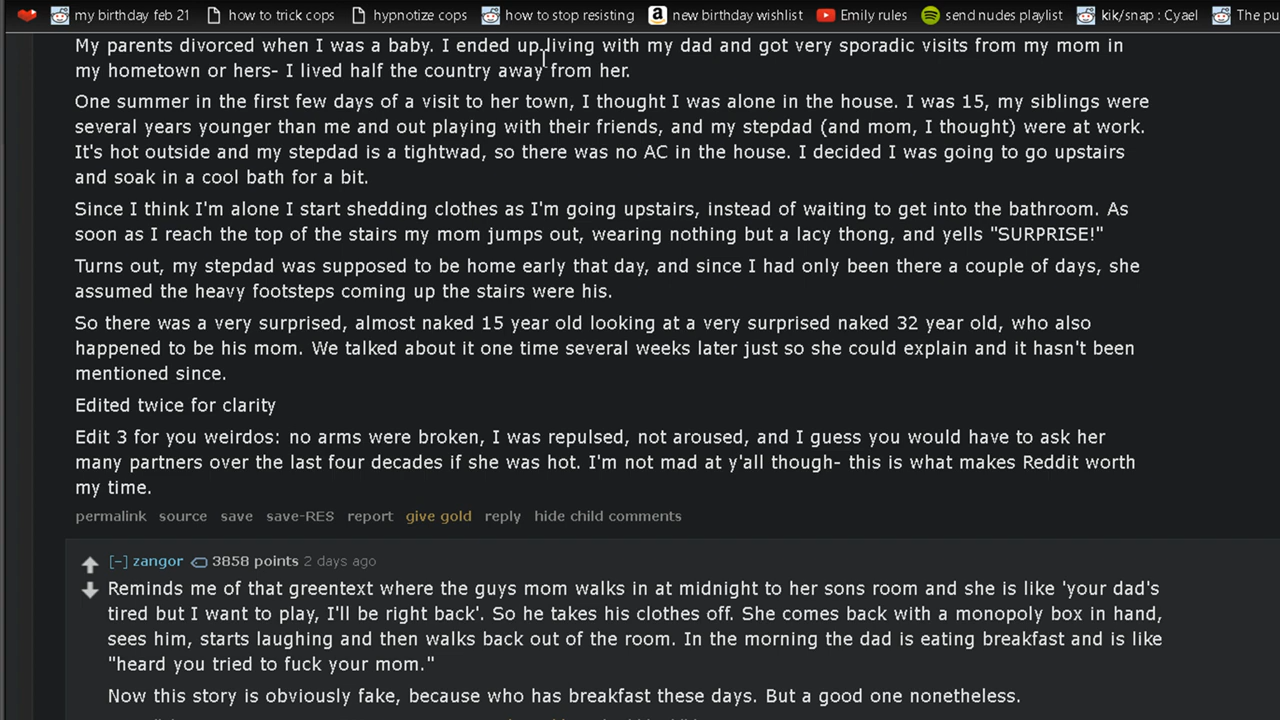 my birthday feb 21 how to trick cops hypnotize cops how to stop resisting new birthday wishlist Emily rules send nudes playlist kik/snap : Cyael The pu
My parents divorced when I was a baby. I ended up living with my dad and got very sporadic visits from my mom in
my hometown or hers- I lived half the country away from her.
One summer in the first few days of a visit to her town, I thought I was alone in the house. I was 15, my siblings were
several years younger than me and out playing with their friends, and my stepdad (and mom, I thought) were at work.
It's hot outside and my stepdad is a tightwad, so there was no AC in the house. I decided I was going to go upstairs
and soak in a cool bath for a bit.
Since I think I'm alone I start shedding clothes as I'm going upstairs, instead of waiting to get into the bathroom. As
soon as I reach the top of the stairs my mom jumps out, wearing nothing but a lacy thong, and yells "SURPRISE!"
Turns out, my stepdad was supposed to be home early that day, and since I had only been there a couple of days, she
assumed the heavy footsteps coming up the stairs were his.
So there was a very surprised, almost naked 15 year old looking at a very surprised naked 32 year old, who also
happened to be his mom. We talked about it one time several weeks later just so she could explain and it hasn't been
mentioned since.
Edited twice for clarity
Edit 3 for you weirdos: no arms were broken, I was repulsed, not aroused, and I guess you would have to ask her
many partners over the last four decades if she was hot. I'm not mad at y'all though- this is what makes Reddit worth
my time.
permalink source save save-RES report give gold reply hide child comments
[-] zangor 3858 points 2 days ago
Reminds me of that greentext where the guys mom walks in at midnight to her sons room and she is like 'your dad's
tired but I want to play, I'll be right back'. So he takes his clothes off. She comes back with a monopoly box in hand,
sees him, starts laughing and then walks back out of the room. In the morning the dad is eating breakfast and is like
"heard you tried to fuck your mom."
Now this story is obviously fake, because who has breakfast these days. But a good one nonetheless.